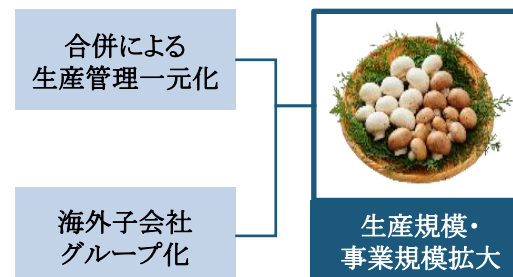 合併による
生産管理一元化
海外子会社
グループ化
生産規模・
事業規模拡大